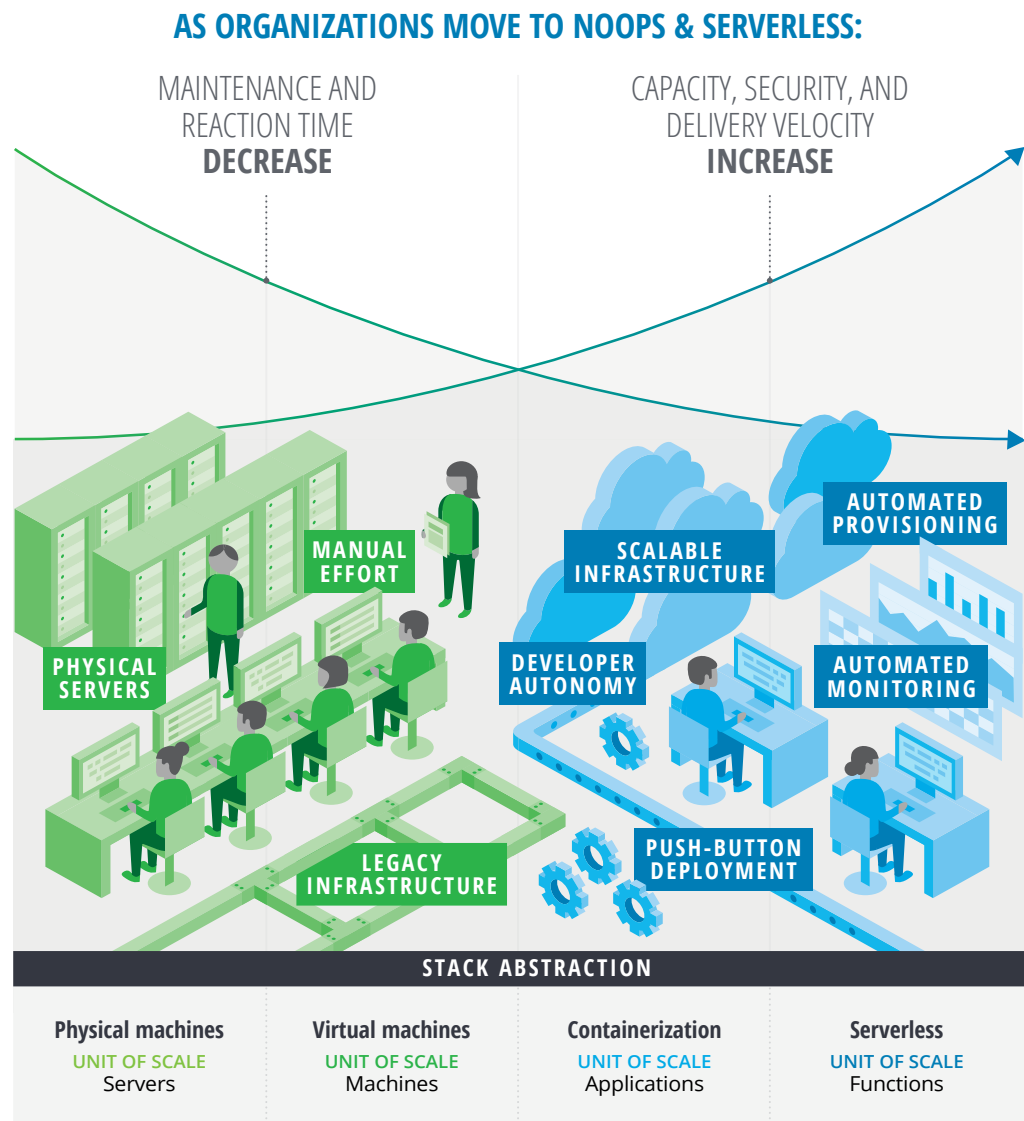 AS ORGANIZATIONS MOVE TO NOOPS & SERVERLESS:
MAINTENANCE AND
REACTION TIME
DECREASE
CAPACITY, SECURITY, AND
DELIVERY VELOCITY
INCREASE
MANUAL
EFFORT
PHYSICAL
SERVERS
LEGACY
INFRASTRUCTURE
SCALABLE
INFRASTRUCTURE
AUTOMATED
PROVISIONING
DEVELOPER
AUTONOMY
AUTOMATED
MONITORING
PUSH-BUTTON
DEPLOYMENT
STACK ABSTRACTION
Physical machines
UNIT OF SCALE
Servers
Virtual machines
UNIT OF SCALE
Machines
Containerization
UNIT OF SCALE
Applications
Serverless
UNIT OF SCALE
Functions